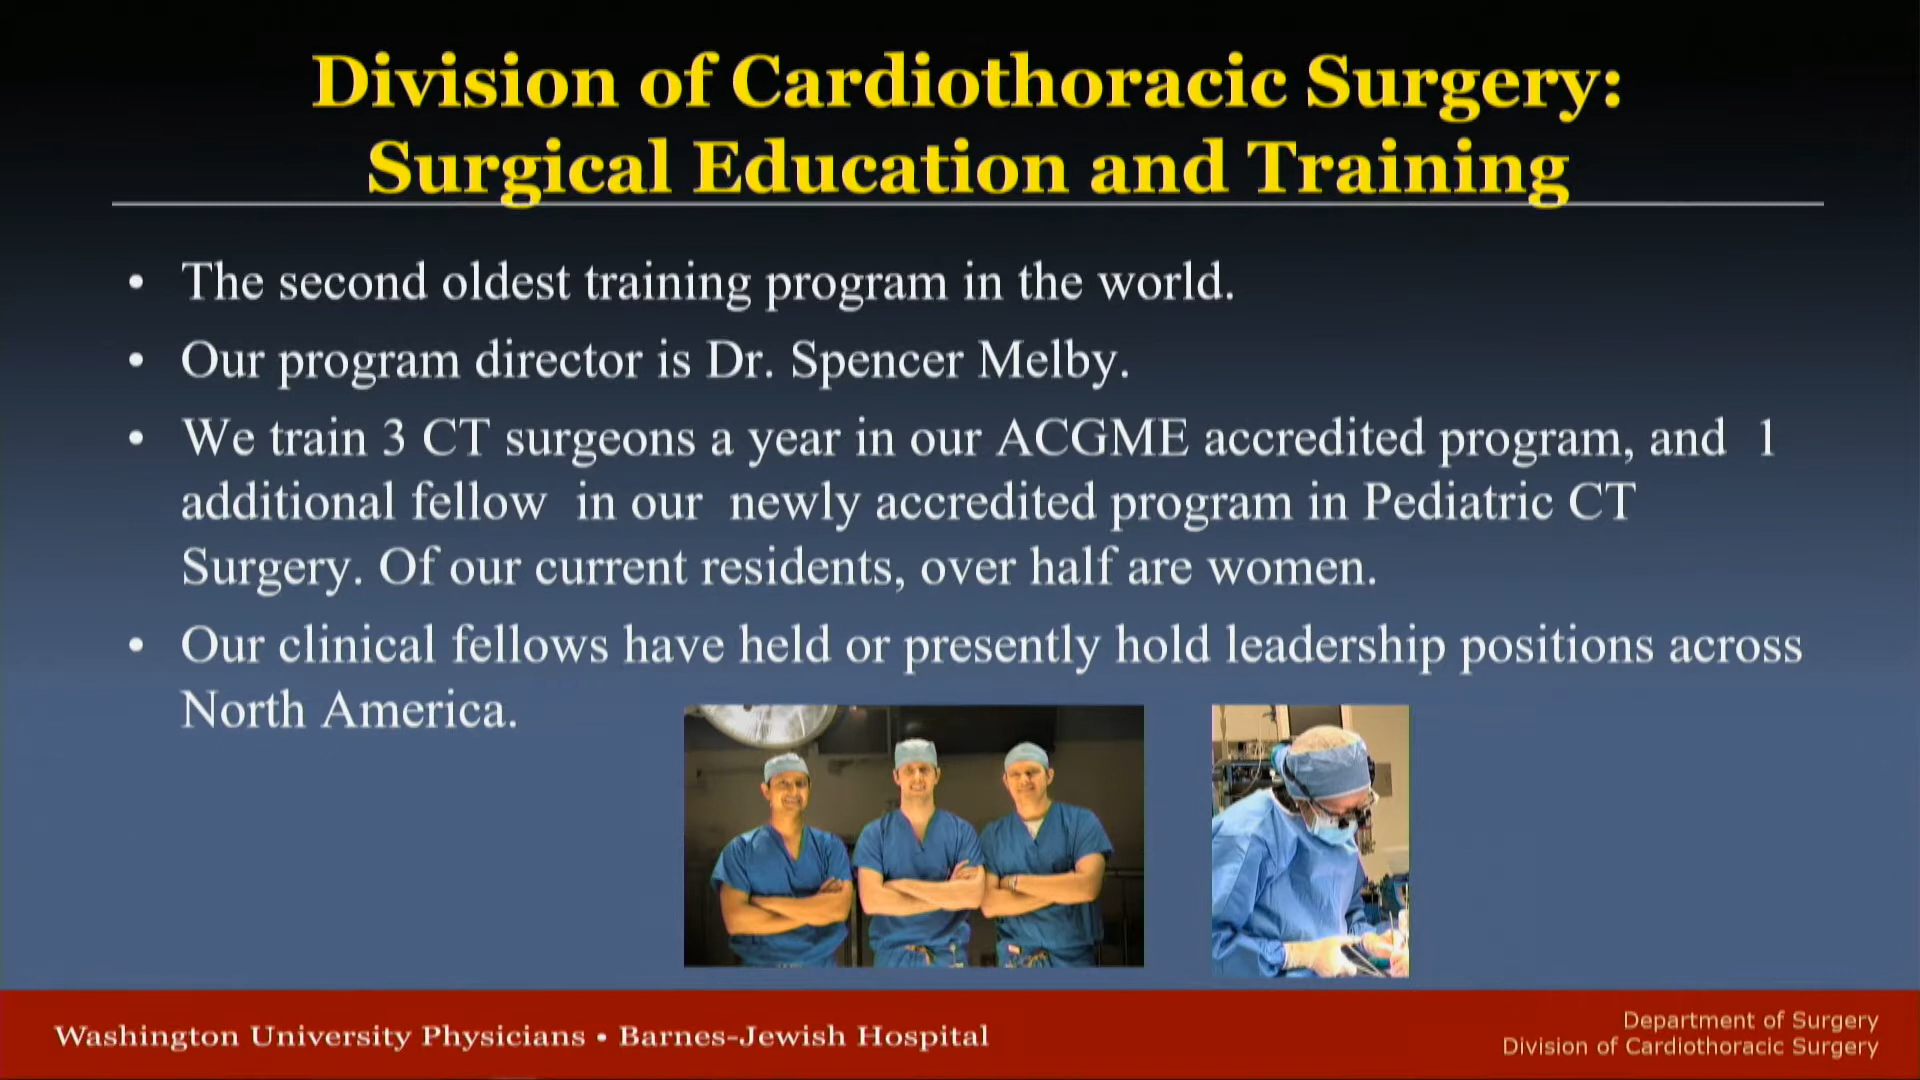 Division of Cardiothoracic Surgery:
Surgical Education and Training
• The second oldest training program in the world.
• Our program director is Dr. Spencer Melby.
• We train 3 CT surgeons a year in our ACGME accredited program, and 1
additional fellow in our newly accredited program in Pediatric CT
Surgery. Of our current residents, over half are women.
• Our clinical fellows have held or presently hold leadership positions across
North America.
Washington University Physicians • Barnes-Jewish Hospital
Department of Surgery
Division of Cardiothoracic Surgery